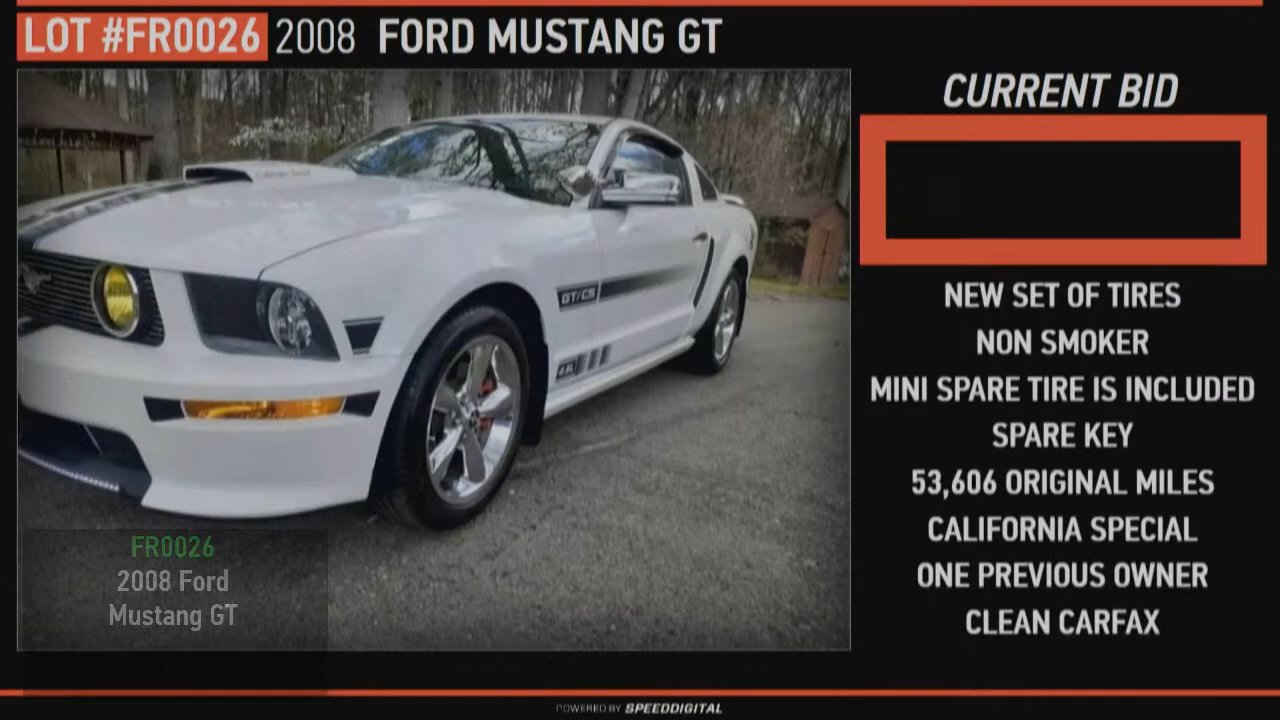 LOT #FR0026 2008 FORD MUSTANG GT
CURRENT BID
NEW SET OF TIRES
NON SMOKER
MINI SPARE TIRE IS INCLUDED
SPARE KEY
53,606 ORIGINAL MILES
CALIFORNIA SPECIAL
ONE PREVIOUS OWNER
CLEAN CARFAX
GT/CS
4.6L
FR0026
2008 Ford
Mustang GT
POWERED BY SPEEDDIGITAL